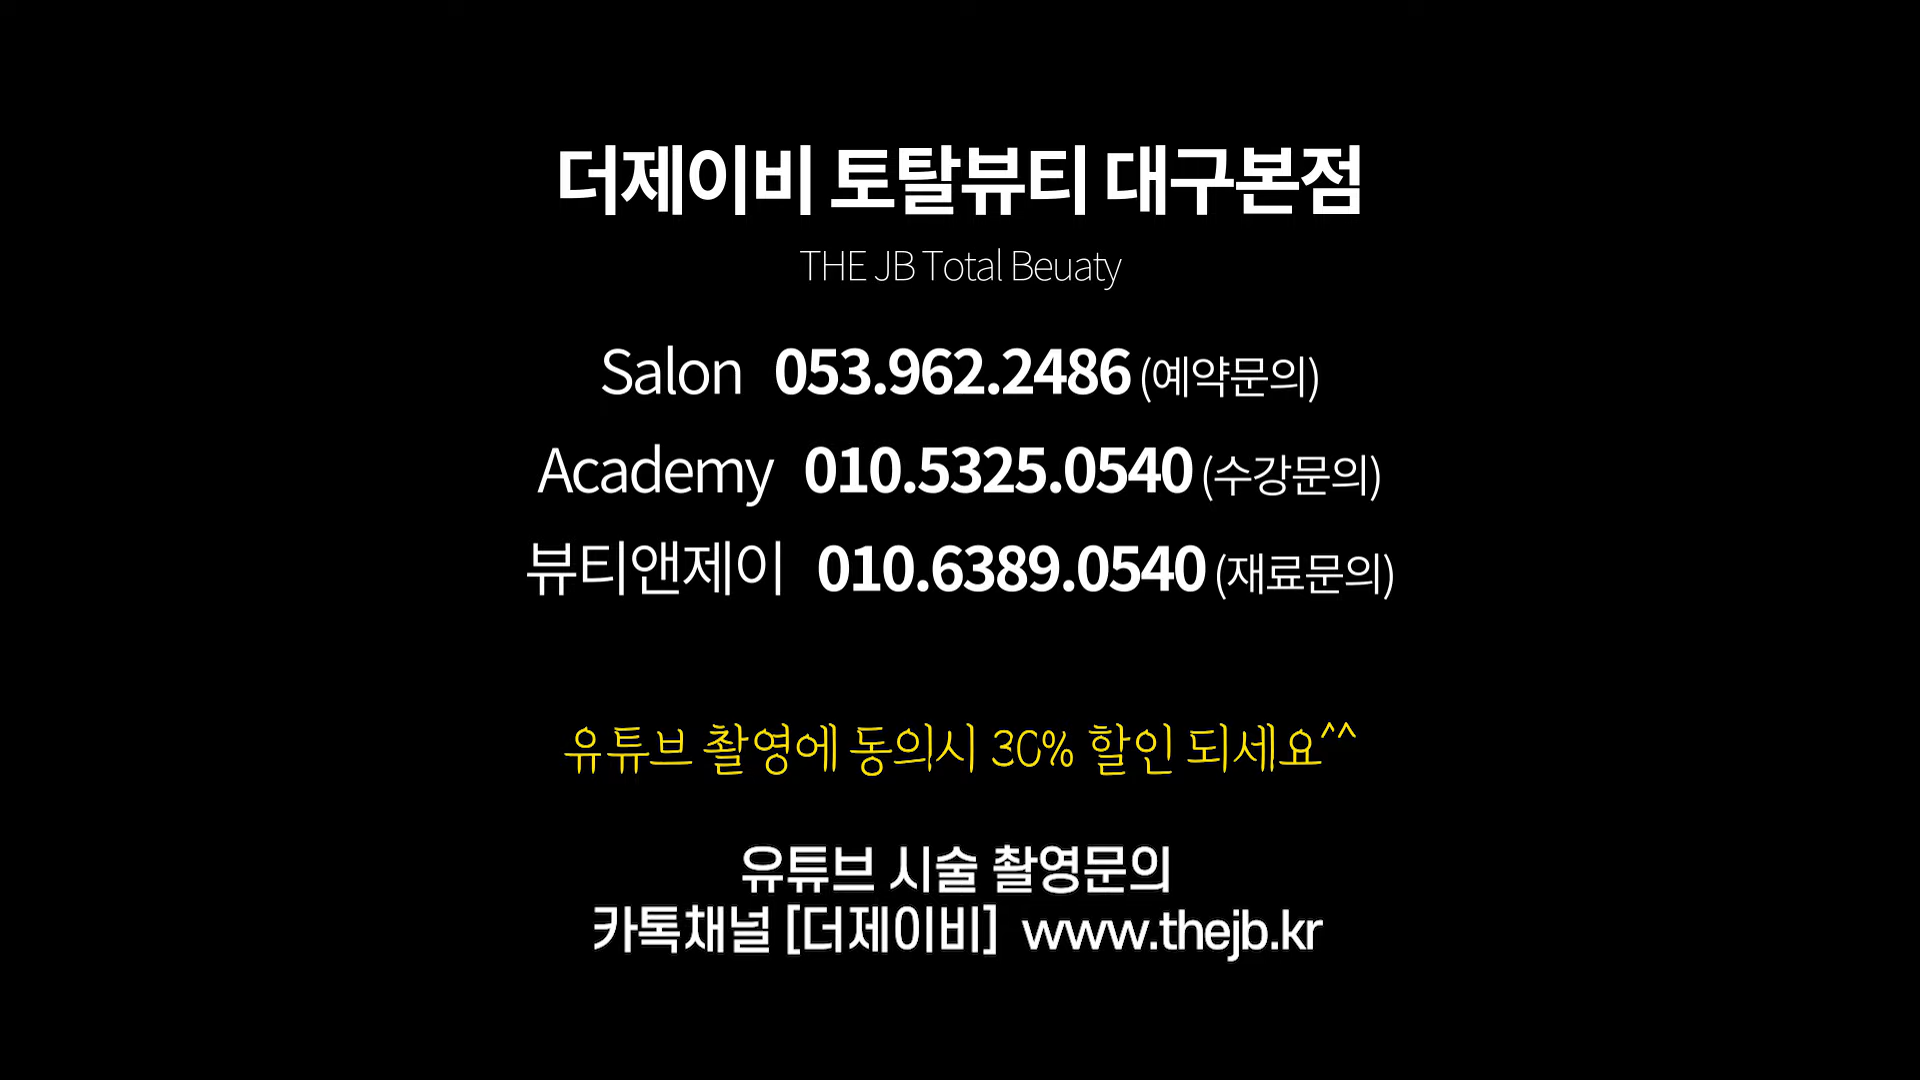 더제이비 토탈뷰티 대구본점
THE JB Total Beuaty
Salon 053.962.2486 (예약문의)
Academy 010.5325.0540 (수강문의)
뷰티앤제이 010.6389.0540 (재료문의)
유튜브 촬영에 동의시 30% 할인 되세요^^
유튜브 시술 촬영문의
카톡채널 [더제이비] www.thejb.kr